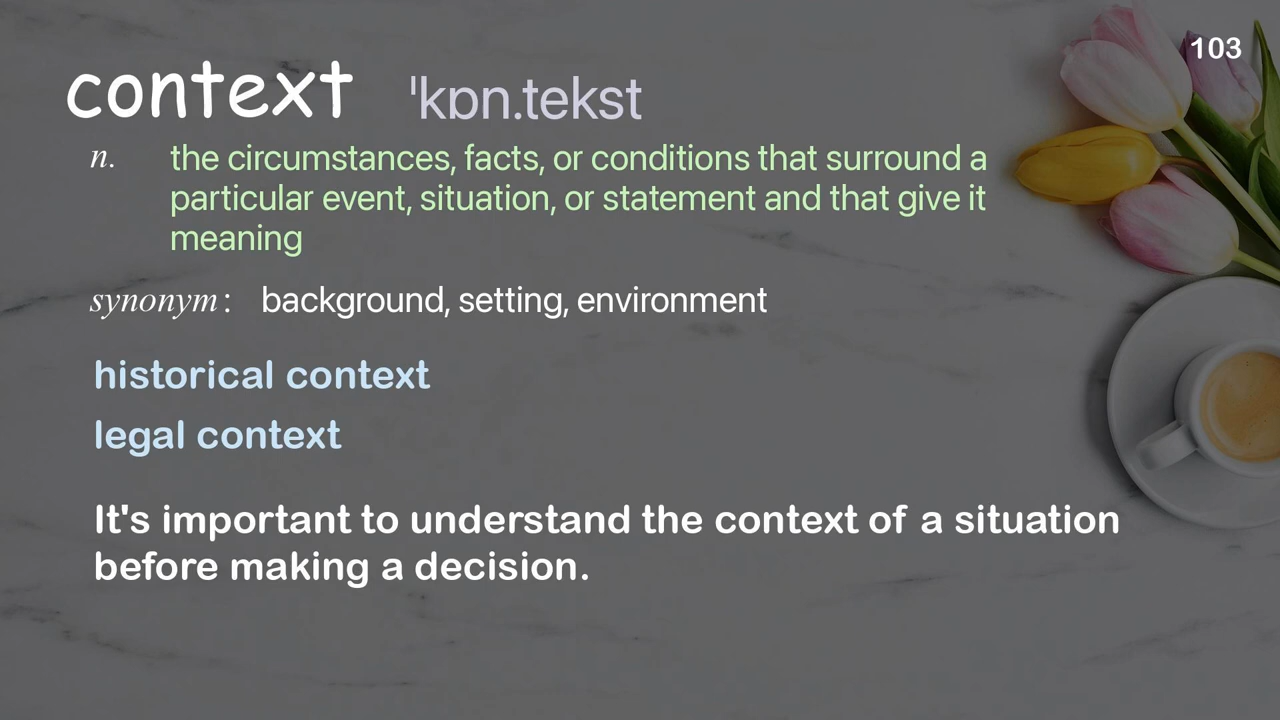 103
context ˈkɒn.tekst
n. the circumstances, facts, or conditions that surround a
particular event, situation, or statement and that give it
meaning
synonym: background, setting, environment
historical context
legal context
It's important to understand the context of a situation
before making a decision.